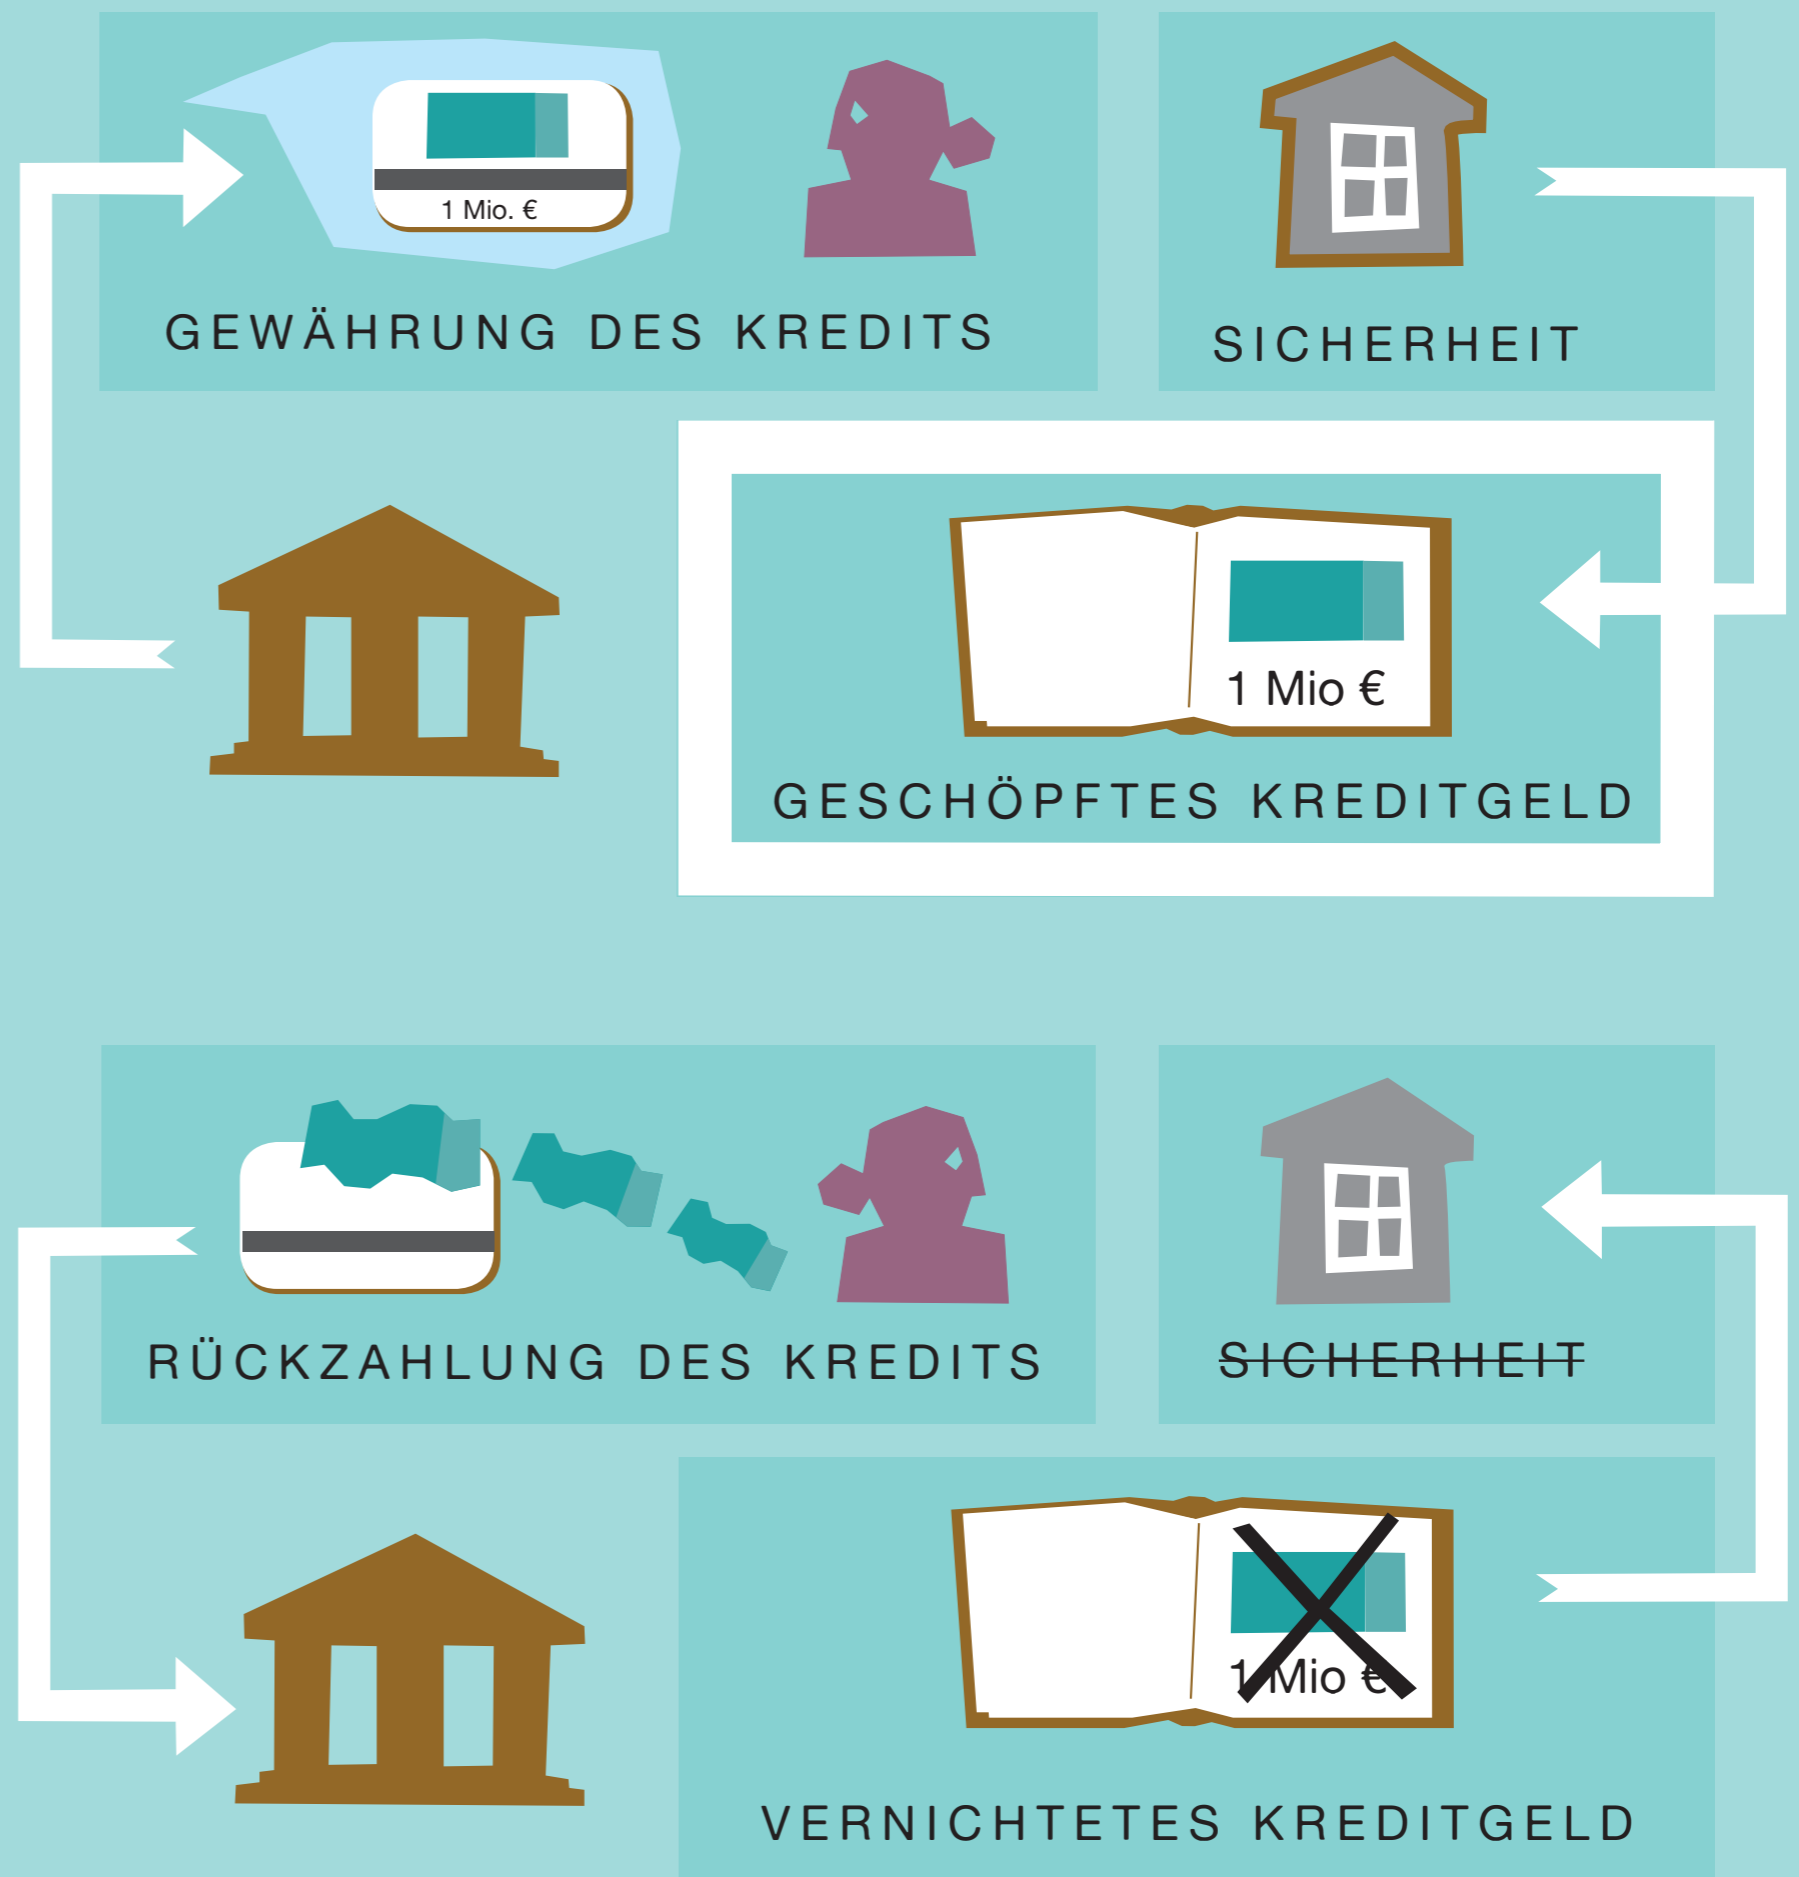 1 Mio. €
GEWÄHRUNG DES KREDITS
SICHERHEIT
1 Mio €
GESCHÖPFTES KREDITGELD
RÜCKZAHLUNG DES KREDITS
SICHERHEIT
1 Mio €
VERNICHTETES KREDITGELD